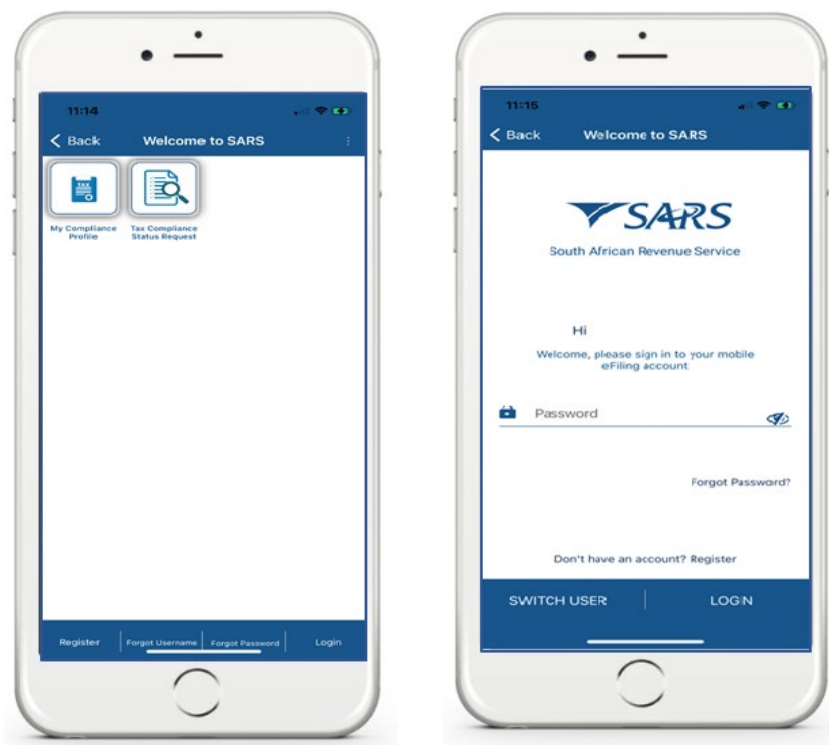 11:14
Back Welcome to SARS
TAX
My Compliance
Profile
Tax Compliance
Status Request
Register Forgot Username Forgot Password Login
11:15
Back Welcome to SARS
SARS
South African Revenue Service
Hi
Welcome, please sign in to your mobile
eFiling account
Password
Forgot Password?
Don't have an account? Register
SWITCH USER LOGIN